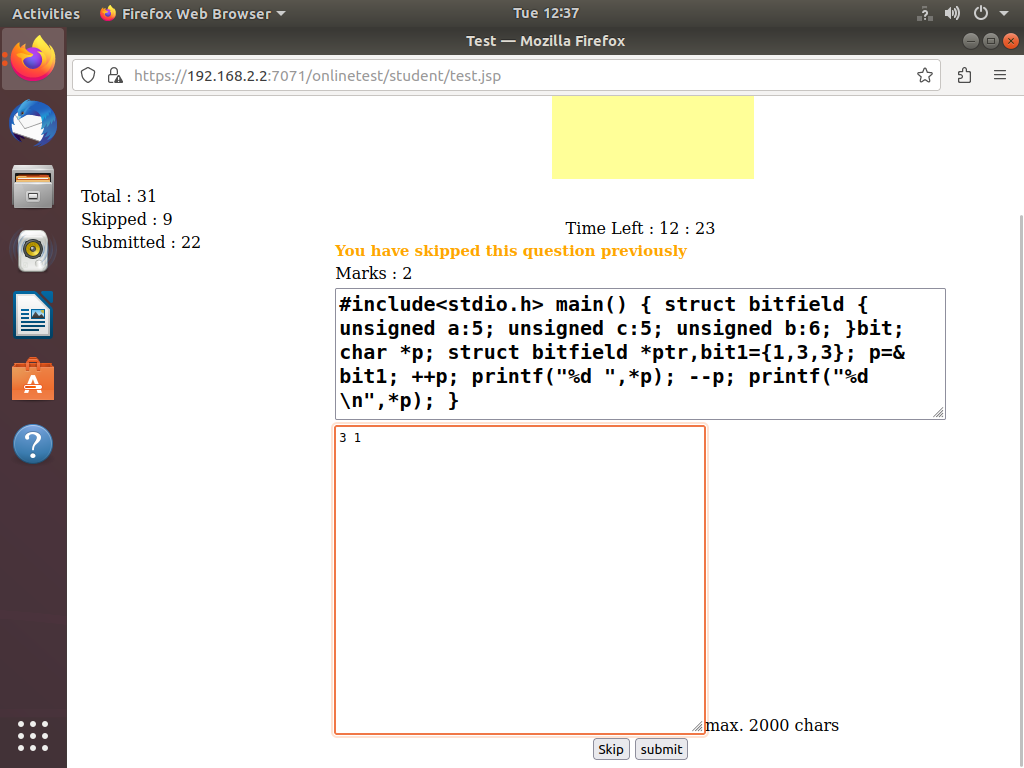 Activities
Firefox Web Browser
Tue 12:37
Test — Mozilla Firefox
https://192.168.2.2:7071/onlinetest/student/test.jsp
Total : 31
Skipped : 9
Submitted : 22
Time Left : 12 : 23
You have skipped this question previously
Marks : 2
#include<stdio.h> main() { struct bitfield {
unsigned a:5; unsigned c:5; unsigned b:6; }bit;
char *p; struct bitfield *ptr,bit1={1,3,3}; p=&
bit1; ++p; printf("%d ",*p); --p; printf("%d
\n",*p); }
3 1
max. 2000 chars
Skip
submit